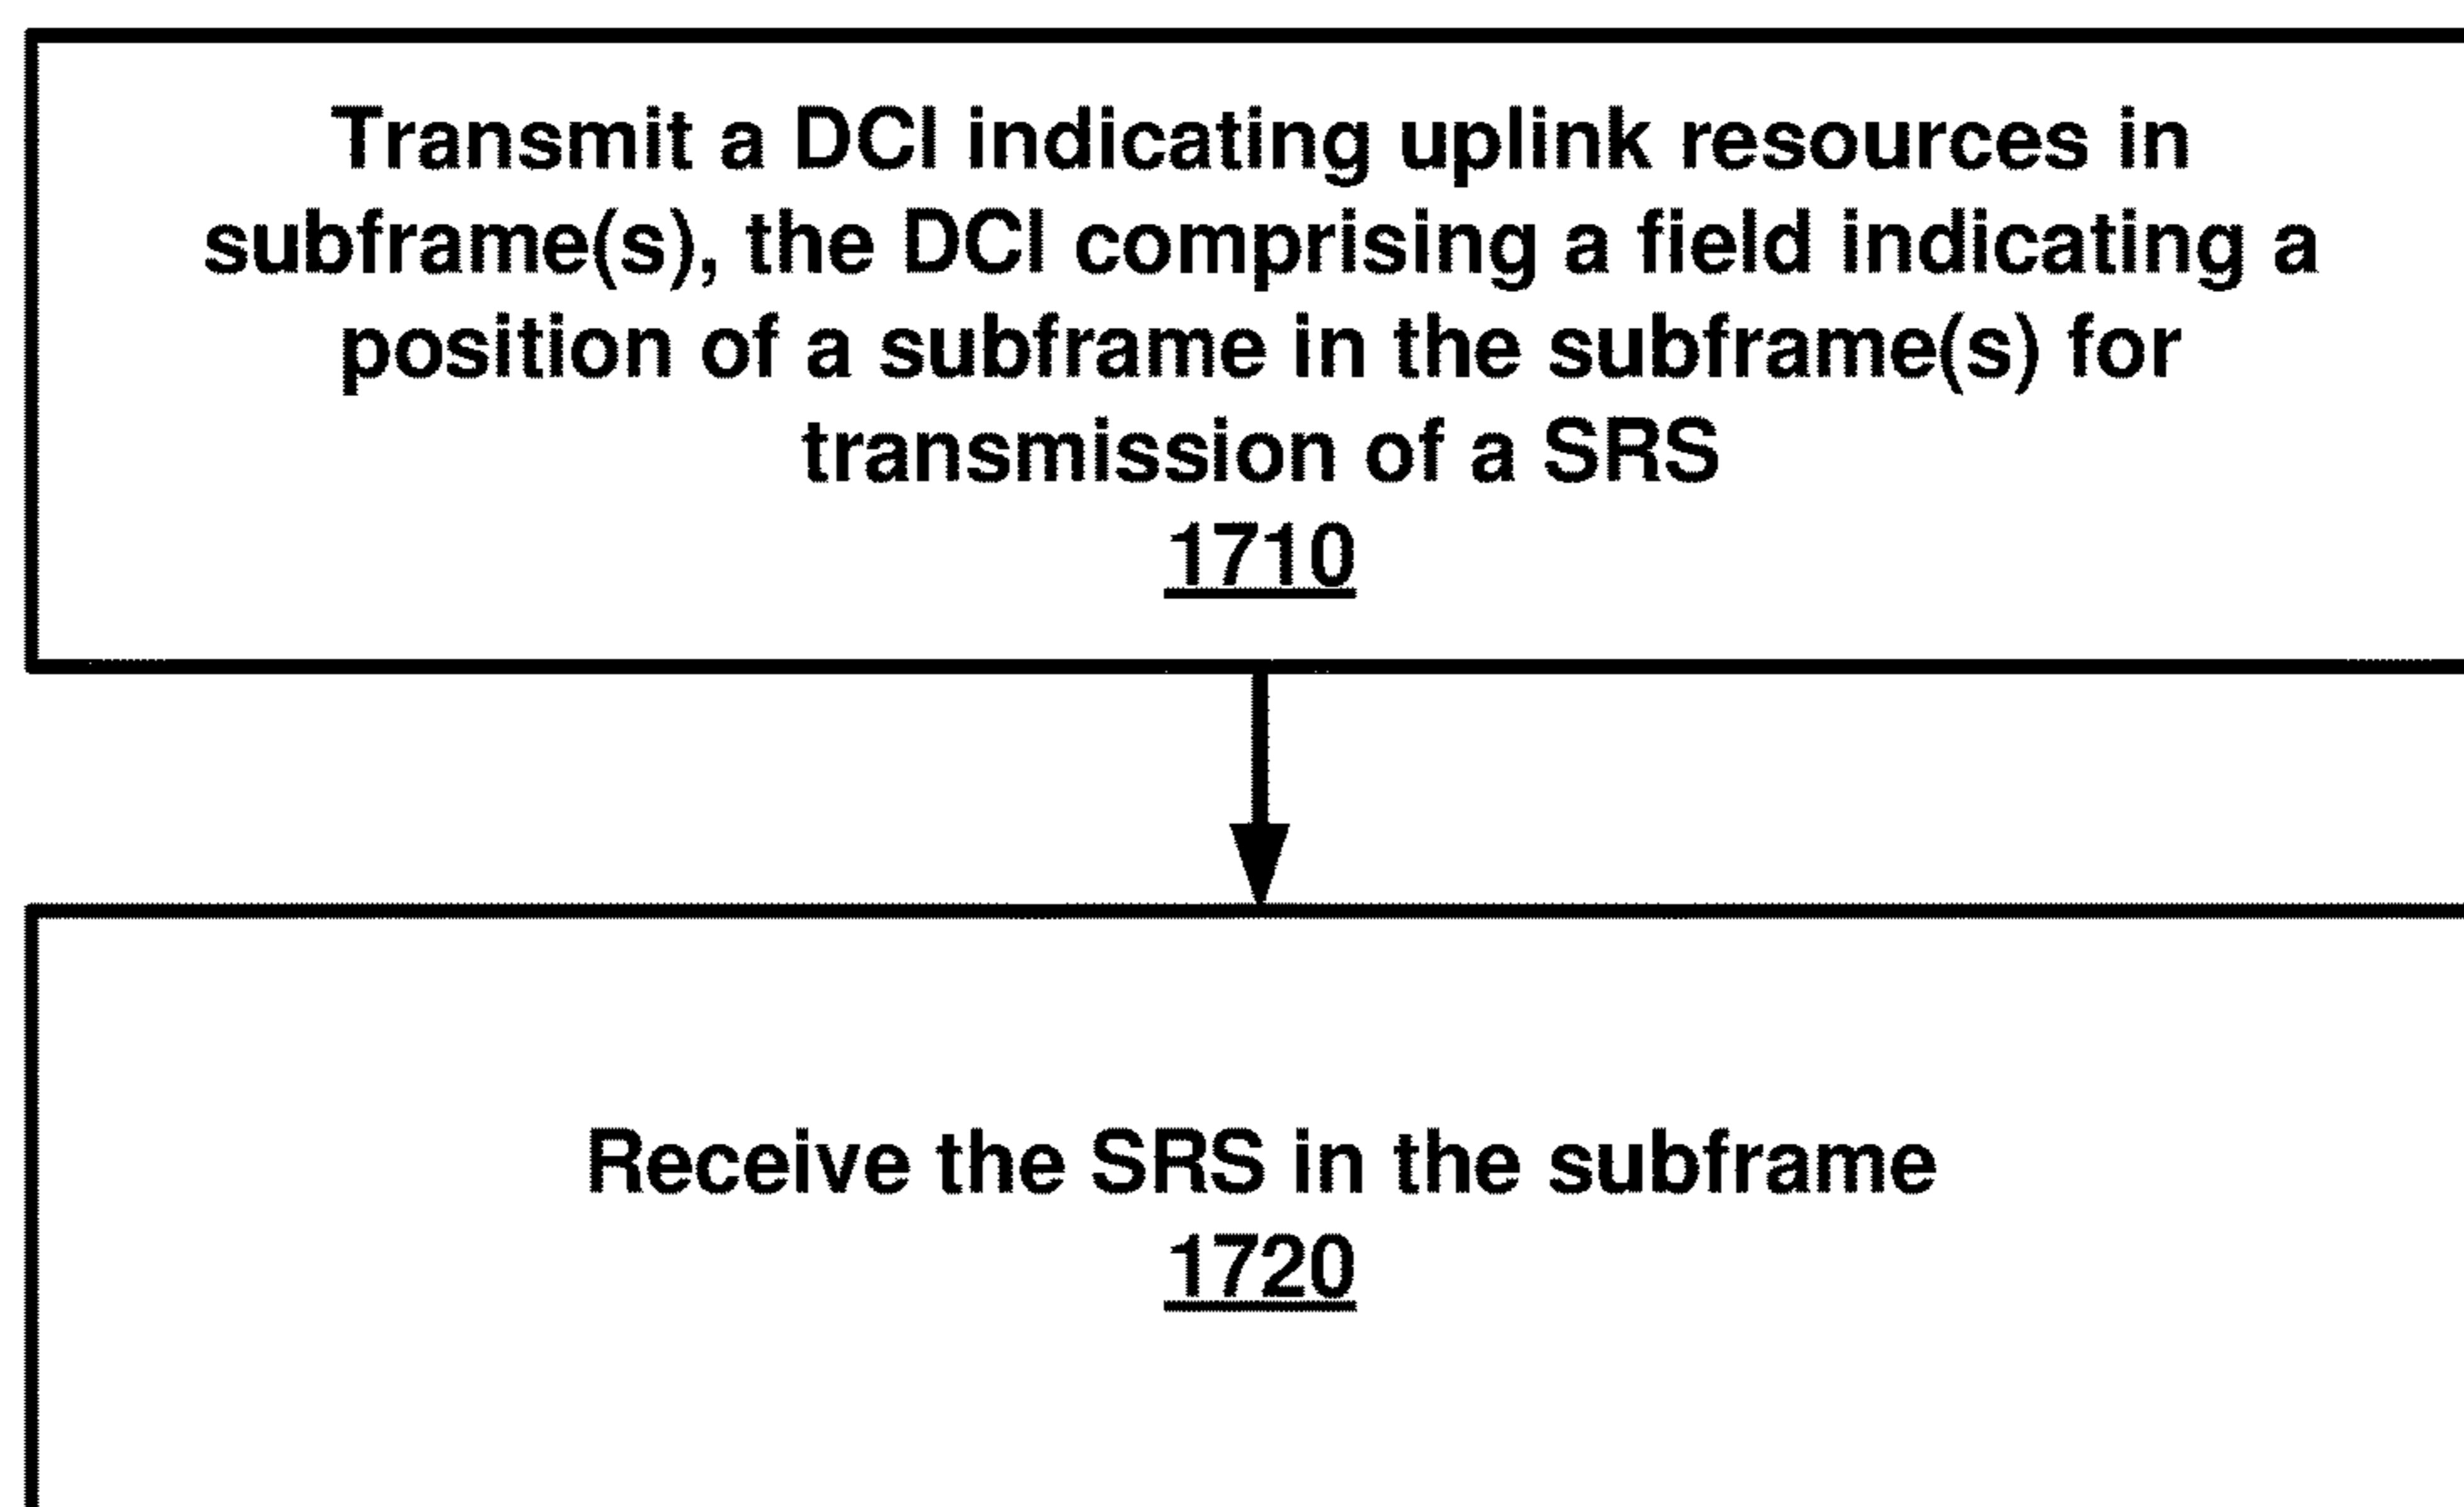 Transmit a DCI indicating uplink resources in
subframe(s), the DCI comprising a field indicating a
position of a subframe in the subframe(s) for
transmission of a SRS
1710
Receive the SRS in the subframe
1720